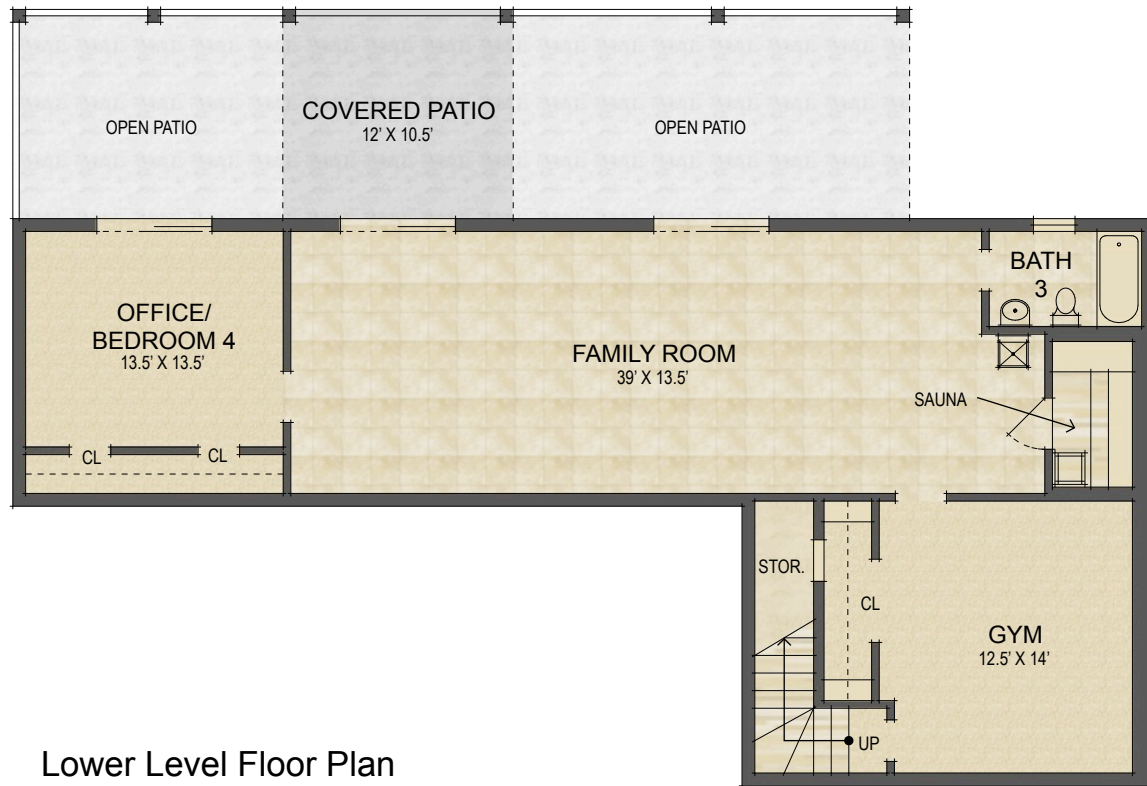 OPEN PATIO
COVERED PATIO
12' X 10.5'
OPEN PATIO
OFFICE/
BEDROOM 4
13.5' X 13.5'
CL
CL
FAMILY ROOM
39' X 13.5'
BATH
3
SAUNA
STOR.
CL
GYM
12.5' X 14'
UP
Lower Level Floor Plan